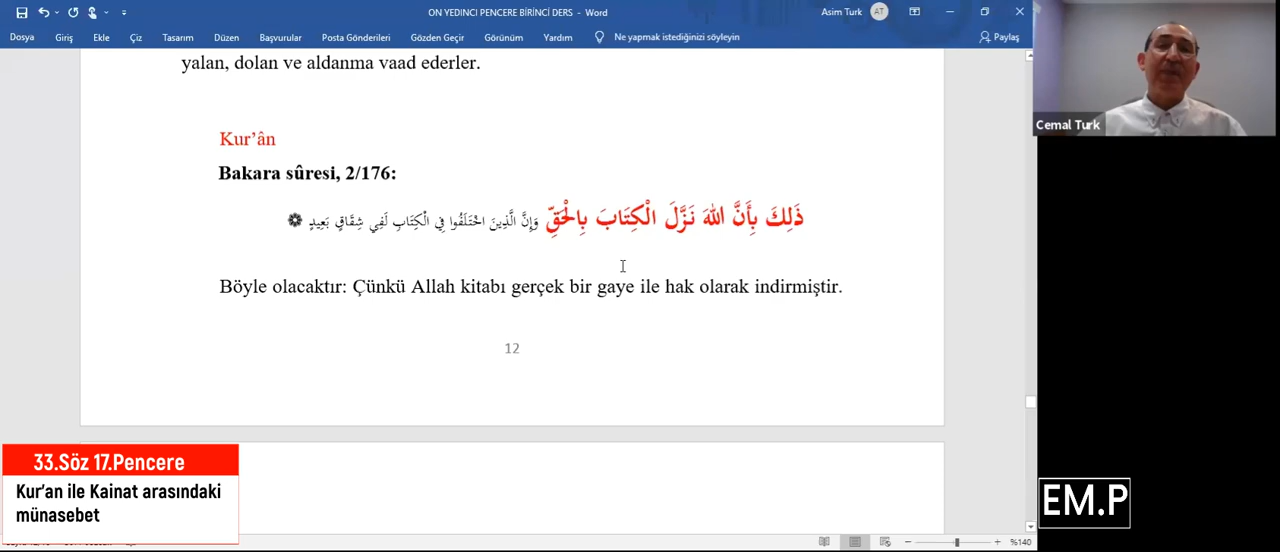 ON YEDINCI PENCERE BİRİNCİ DERS - Word
Asim Turk
AT
Dosya Giriş Ekle Çiz Tasarım Düzen Başvurular Posta Gönderileri Gözden Geçir Görünüm Yardım Ne yapmak istediğinizi söyleyin Paylaş
yalan, dolan ve aldanma vaad ederler.
Kur’ân
Bakara sûresi, 2/176:
ذَلِكَ بِأَنَّ اللهَ نَزَّلَ الْكِتَابَ بِالْحَقِّ وَإِنَّ الَّذِينَ اخْتَلَفُوا فِي الْكِتَابِ لَفِي شِقَاقٍ بَعِيدٍ
Böyle olacaktır: Çünkü Allah kitabı gerçek bir gaye ile hak olarak indirmiştir.
12
Cemal Turk
33.Söz 17.Pencere
Kur’an ile Kainat arasındaki
münasebet
EM.P
%140